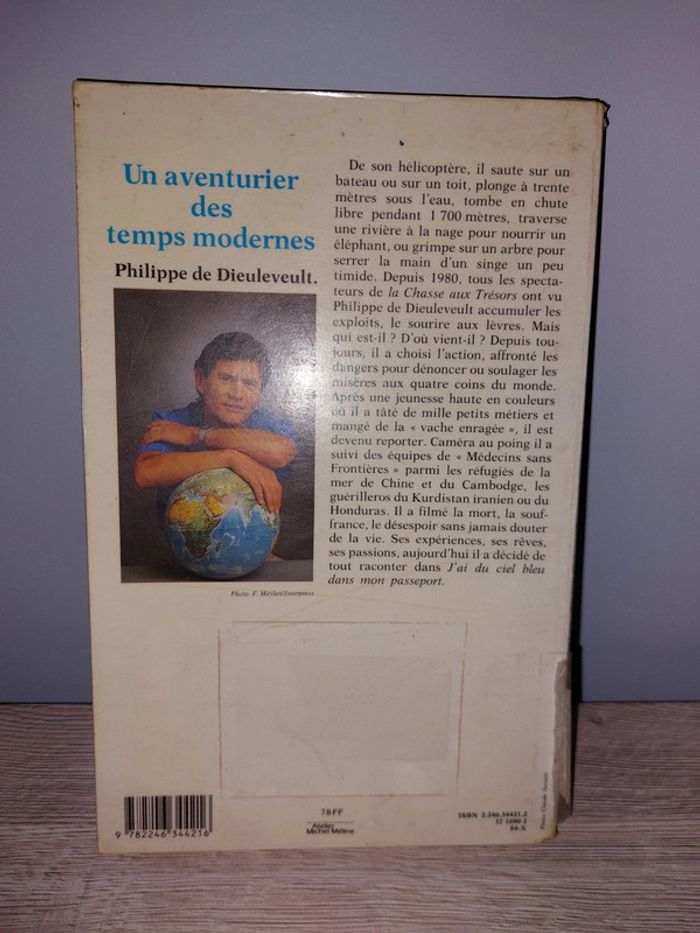 Un aventurier
des
temps modernes
Philippe de Dieuleveult.
De son hélicoptère, il saute sur un
bateau ou sur un toit, plonge à trente
mètres sous l'eau, tombe en chute
libre pendant 1 700 mètres, traverse
une rivière à la nage pour nourrir un
éléphant, ou grimpe sur un arbre pour
serrer la main d'un singe un peu
timide. Depuis 1980, tous les specta-
teurs de la Chasse aux Trésors ont vu
Philippe de Dieuleveult accumuler les
exploits, le sourire aux lèvres. Mais
qui est-il ? D'où vient-il ? Depuis tou-
jours, il a choisi l'action, affronté les
dangers pour dénoncer ou soulager les
misères aux quatre coins du monde.
Après une jeunesse haute en couleurs
où il a tâté de mille petits métiers et
mangé de la « vache enragée », il est
devenu reporter. Caméra au poing il a
suivi des équipes de « Médecins sans
Frontières » parmi les réfugiés de la
mer de Chine et du Cambodge, les
guérilleros du Kurdistan iranien ou du
Honduras. Il a filmé la mort, la souf-
france, le désespoir sans jamais douter
de la vie. Ses expériences, ses rêves,
ses passions, aujourd'hui il a décidé de
tout raconter dans J'ai du ciel bleu
dans mon passeport.
Photo F. Meylan/Interpress
9 782246 344216
78FF
Atelier
Michel Méline
ISBN 2.246.34421.2
37 1090 2
84-X
Photo: Claude